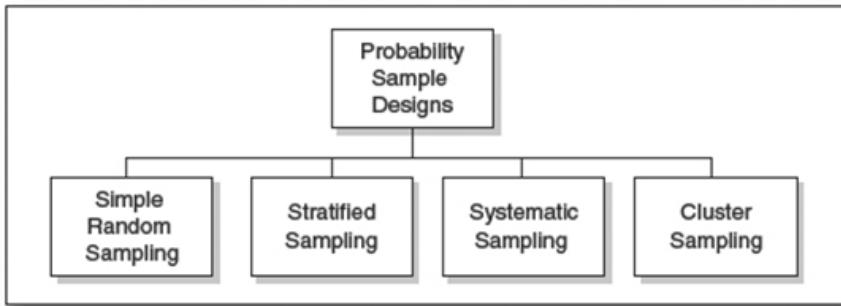 Probability
Sample
Designs
Simple
Random
Sampling
Stratified
Sampling
Systematic
Sampling
Cluster
Sampling